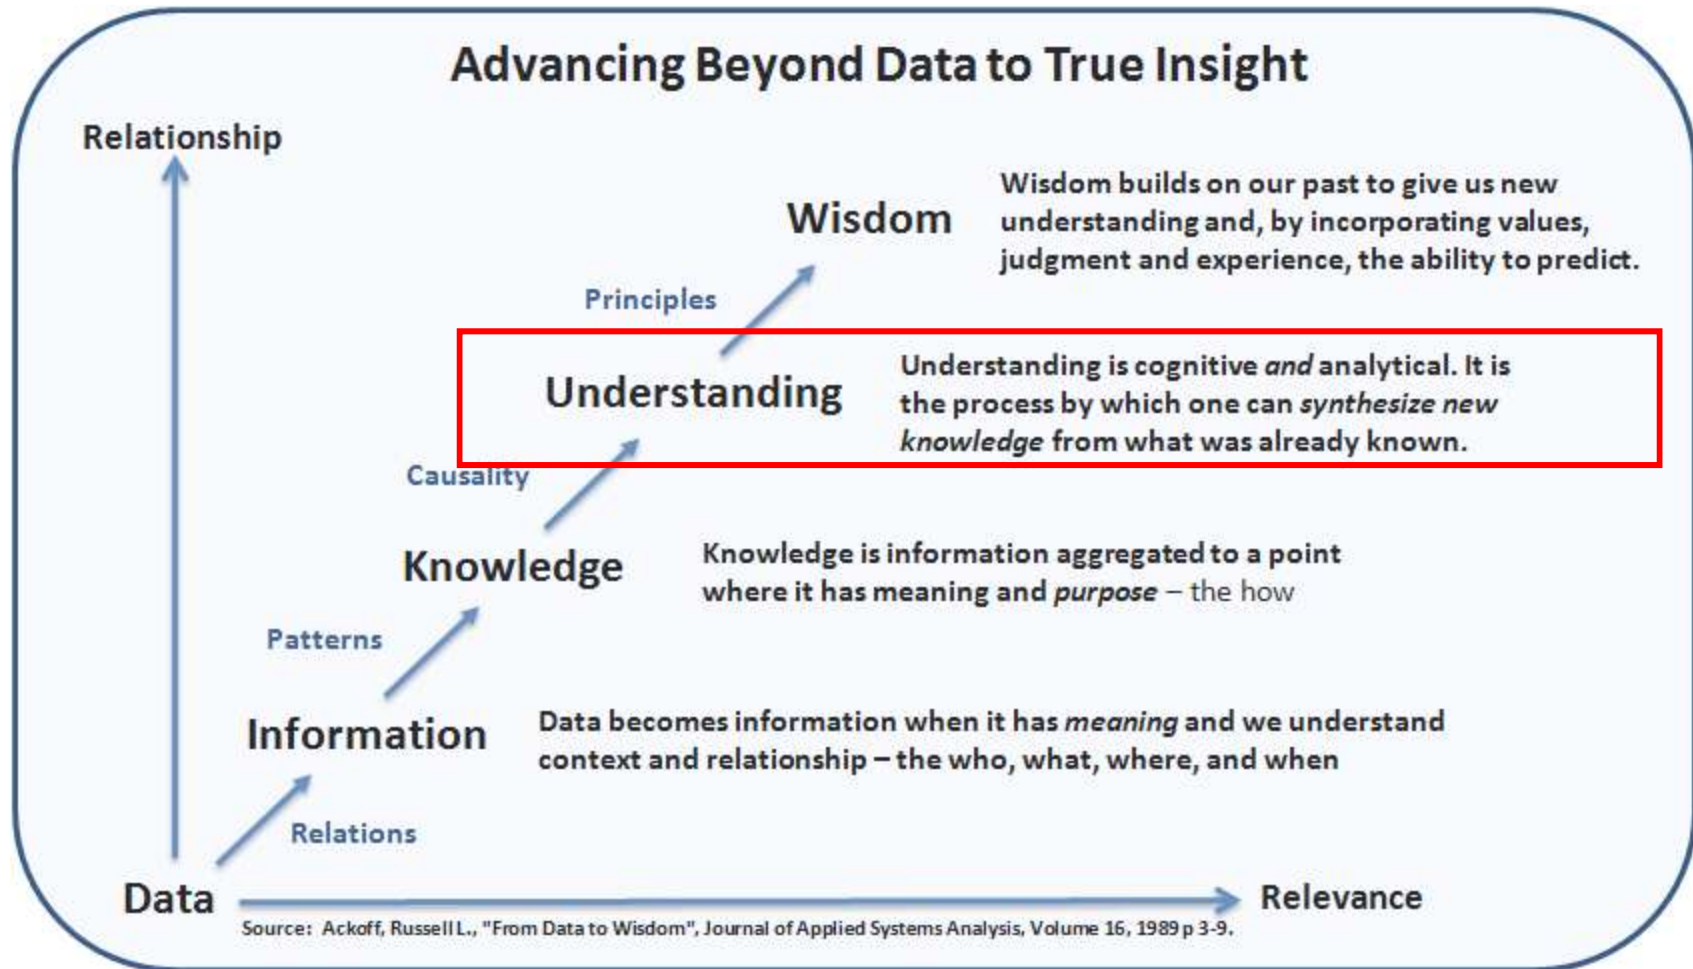 Advancing Beyond Data to True Insight
Relationship
Wisdom
Wisdom builds on our past to give us new
understanding and, by incorporating values,
judgment and experience, the ability to predict.
Principles
Understanding
Understanding is cognitive and analytical. It is
the process by which one can synthesize new
knowledge from what was already known.
Causality
Knowledge
Knowledge is information aggregated to a point
where it has meaning and purpose – the how
Patterns
Information
Data becomes information when it has meaning and we understand
context and relationship – the who, what, where, and when
Relations
Data
Relevance
Source: Ackoff, Russell L., "From Data to Wisdom", Journal of Applied Systems Analysis, Volume 16, 1989 p 3-9.